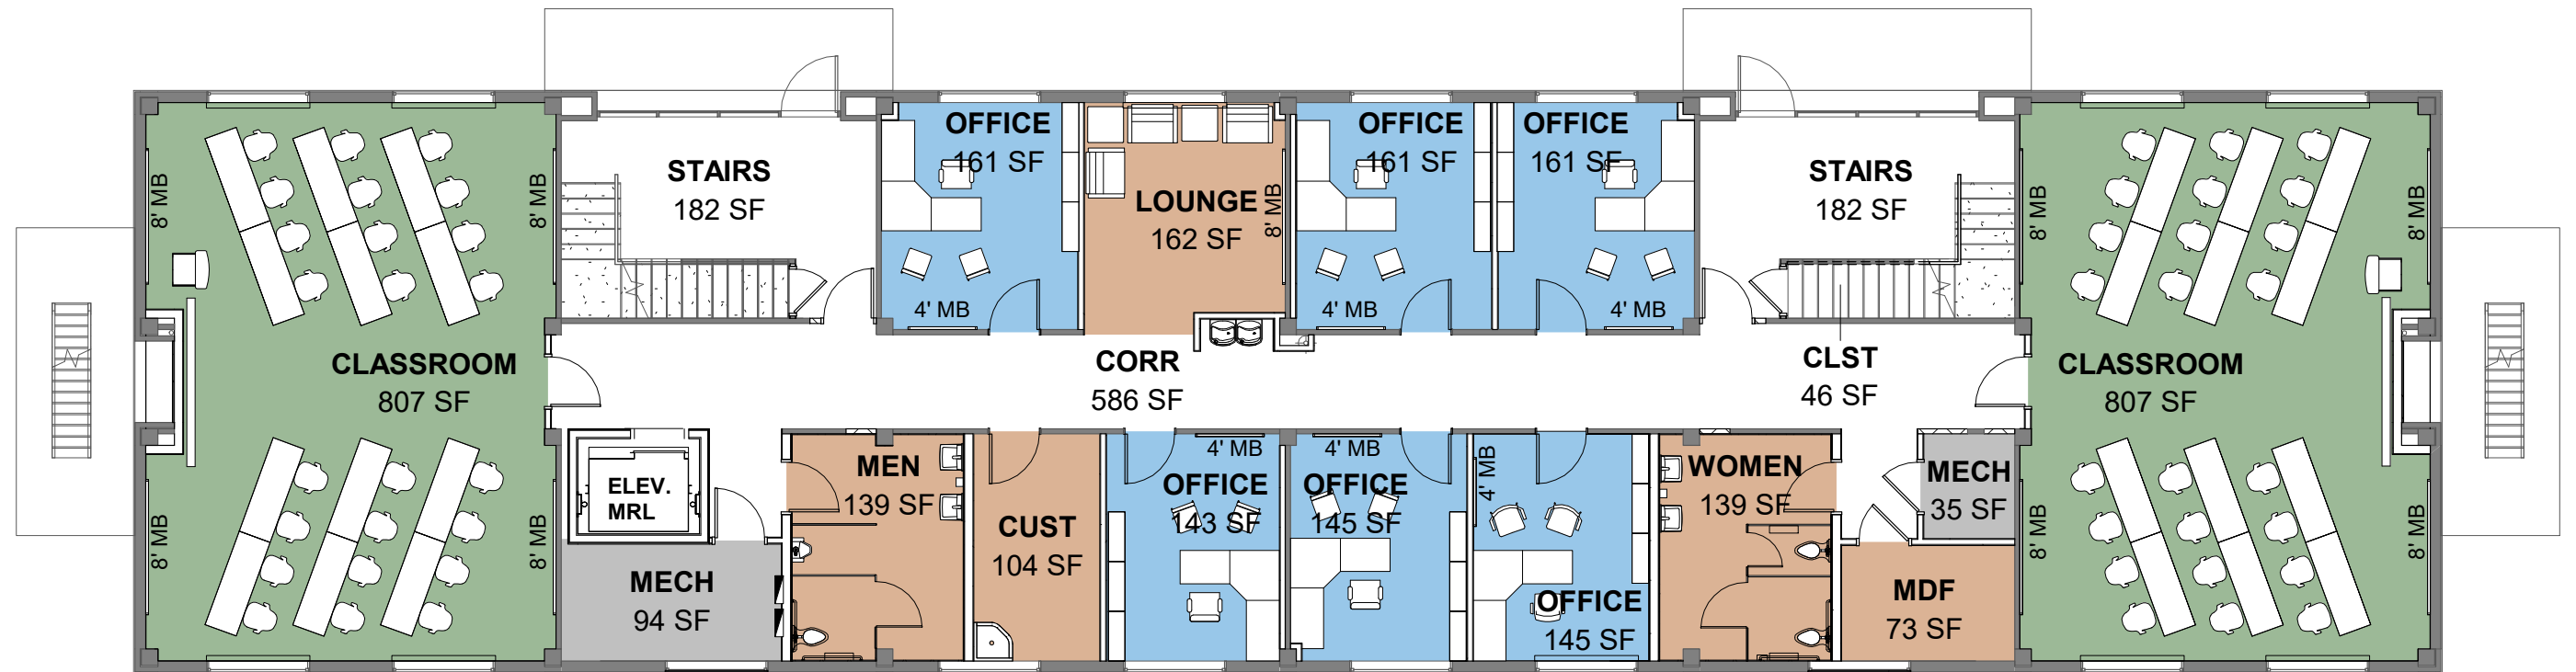 OFFICE
161 SF
4' MB
OFFICE
161 SF
4' MB
OFFICE
161 SF
4' MB
STAIRS
182 SF
LOUNGE
162 SF
8' MB
STAIRS
182 SF
8' MB
8' MB
8' MB
8' MB
CLASSROOM
807 SF
CORR
586 SF
CLST
46 SF
CLASSROOM
807 SF
8' MB
8' MB
ELEV.
MRL
MECH
94 SF
MEN
139 SF
CUST
104 SF
4' MB
OFFICE
143 SF
4' MB
OFFICE
145 SF
4' MB
OFFICE
145 SF
WOMEN
139 SF
MECH
35 SF
MDF
73 SF
8' MB
8' MB